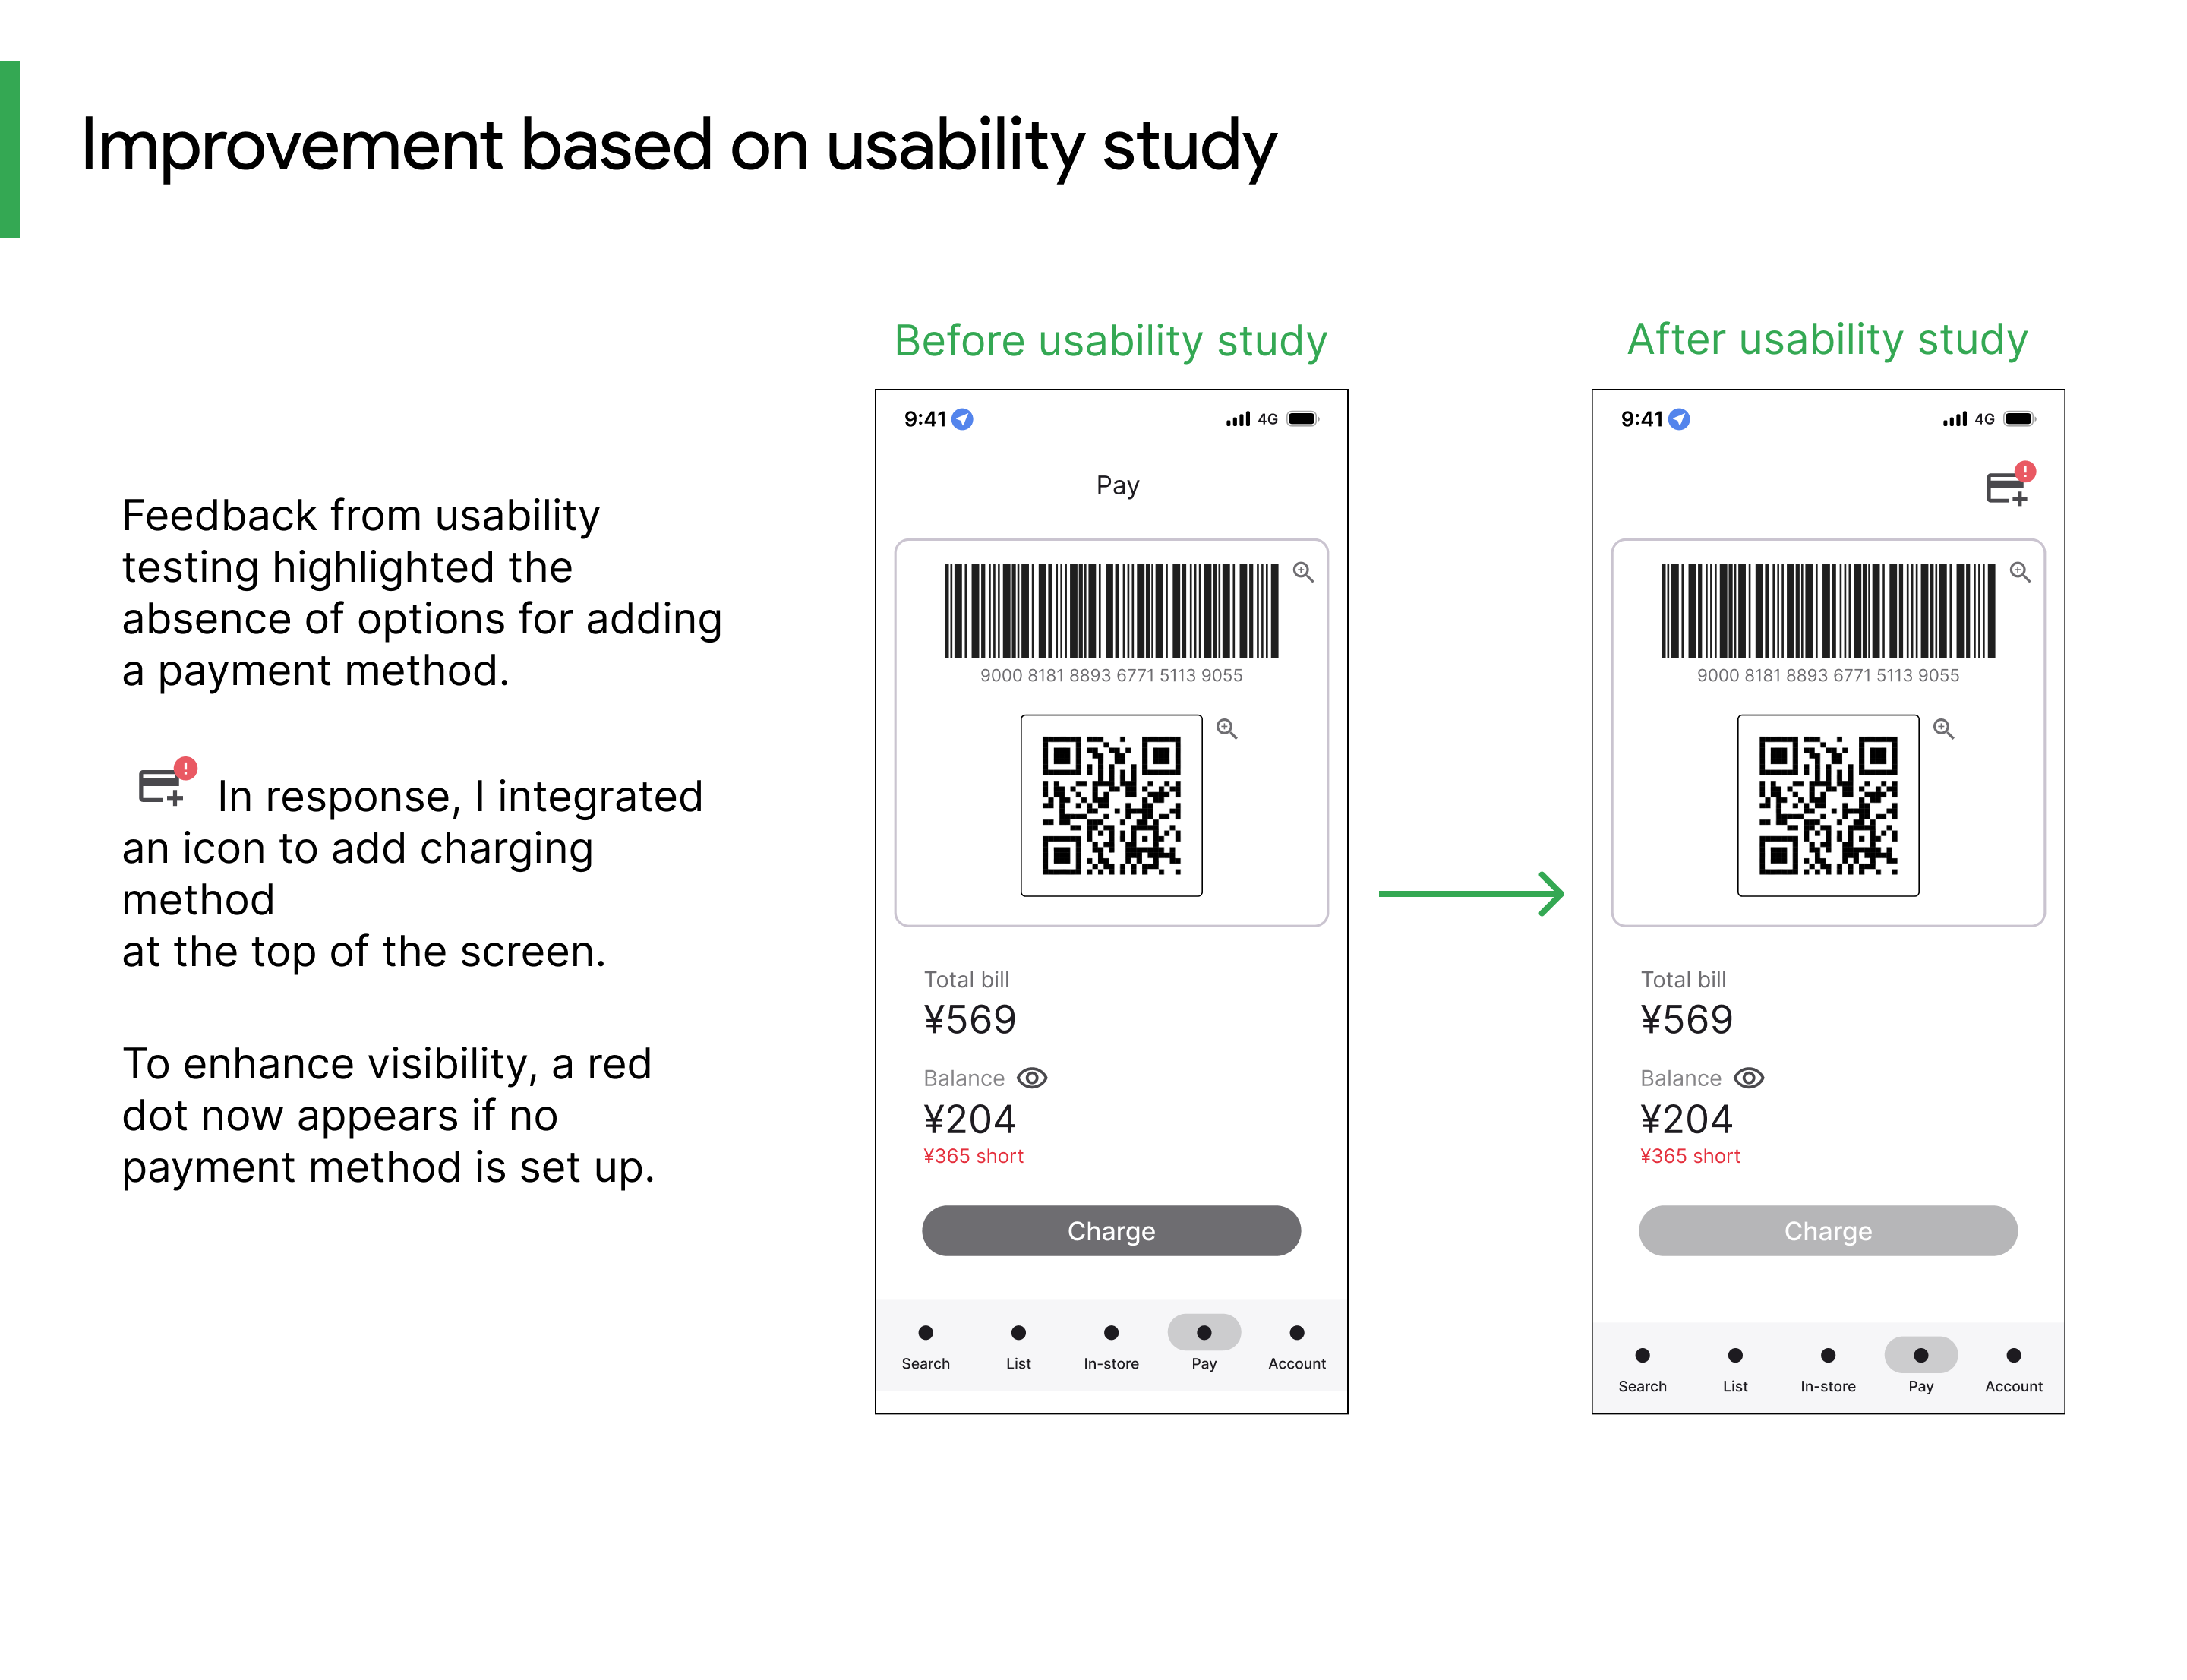 Improvement based on usability study
Feedback from usability
testing highlighted the
absence of options for adding
a payment method.
In response, I integrated
an icon to add charging
method
at the top of the screen.
To enhance visibility, a red
dot now appears if no
payment method is set up.
Before usability study
9:41
4G
Pay
9000 8181 8893 6771 5113 9055
Total bill
¥569
Balance
¥204
¥365 short
Charge
Search List In-store Pay Account
After usability study
9:41
4G
9000 8181 8893 6771 5113 9055
Total bill
¥569
Balance
¥204
¥365 short
Charge
Search List In-store Pay Account